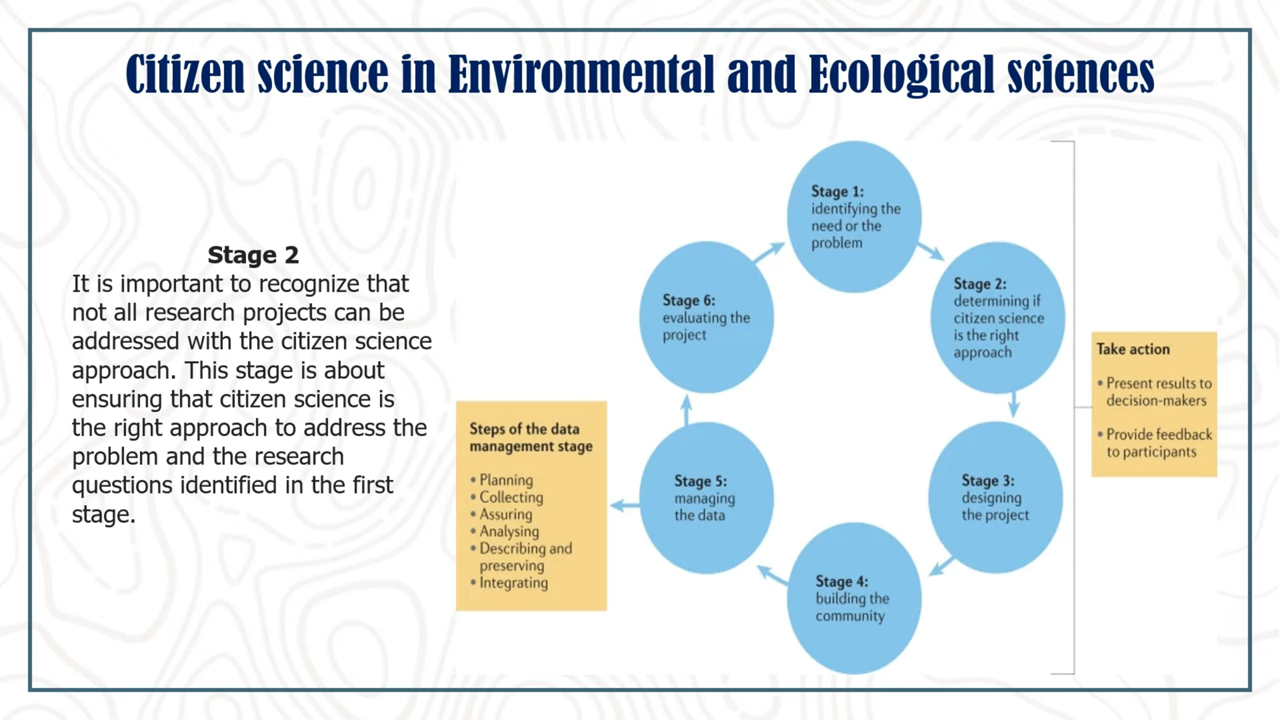 Citizen science in Environmental and Ecological sciences
Stage 2
It is important to recognize that
not all research projects can be
addressed with the citizen science
approach. This stage is about
ensuring that citizen science is
the right approach to address the
problem and the research
questions identified in the first
stage.
Stage 1:
identifying the
need or the
problem
Stage 2:
determining if
citizen science
is the right
approach
Stage 3:
designing
the project
Stage 4:
building the
community
Stage 5:
managing
the data
Stage 6:
evaluating the
project
Steps of the data
management stage
• Planning
• Collecting
• Assuring
• Analysing
• Describing and
preserving
• Integrating
Take action
• Present results to
decision-makers
• Provide feedback
to participants